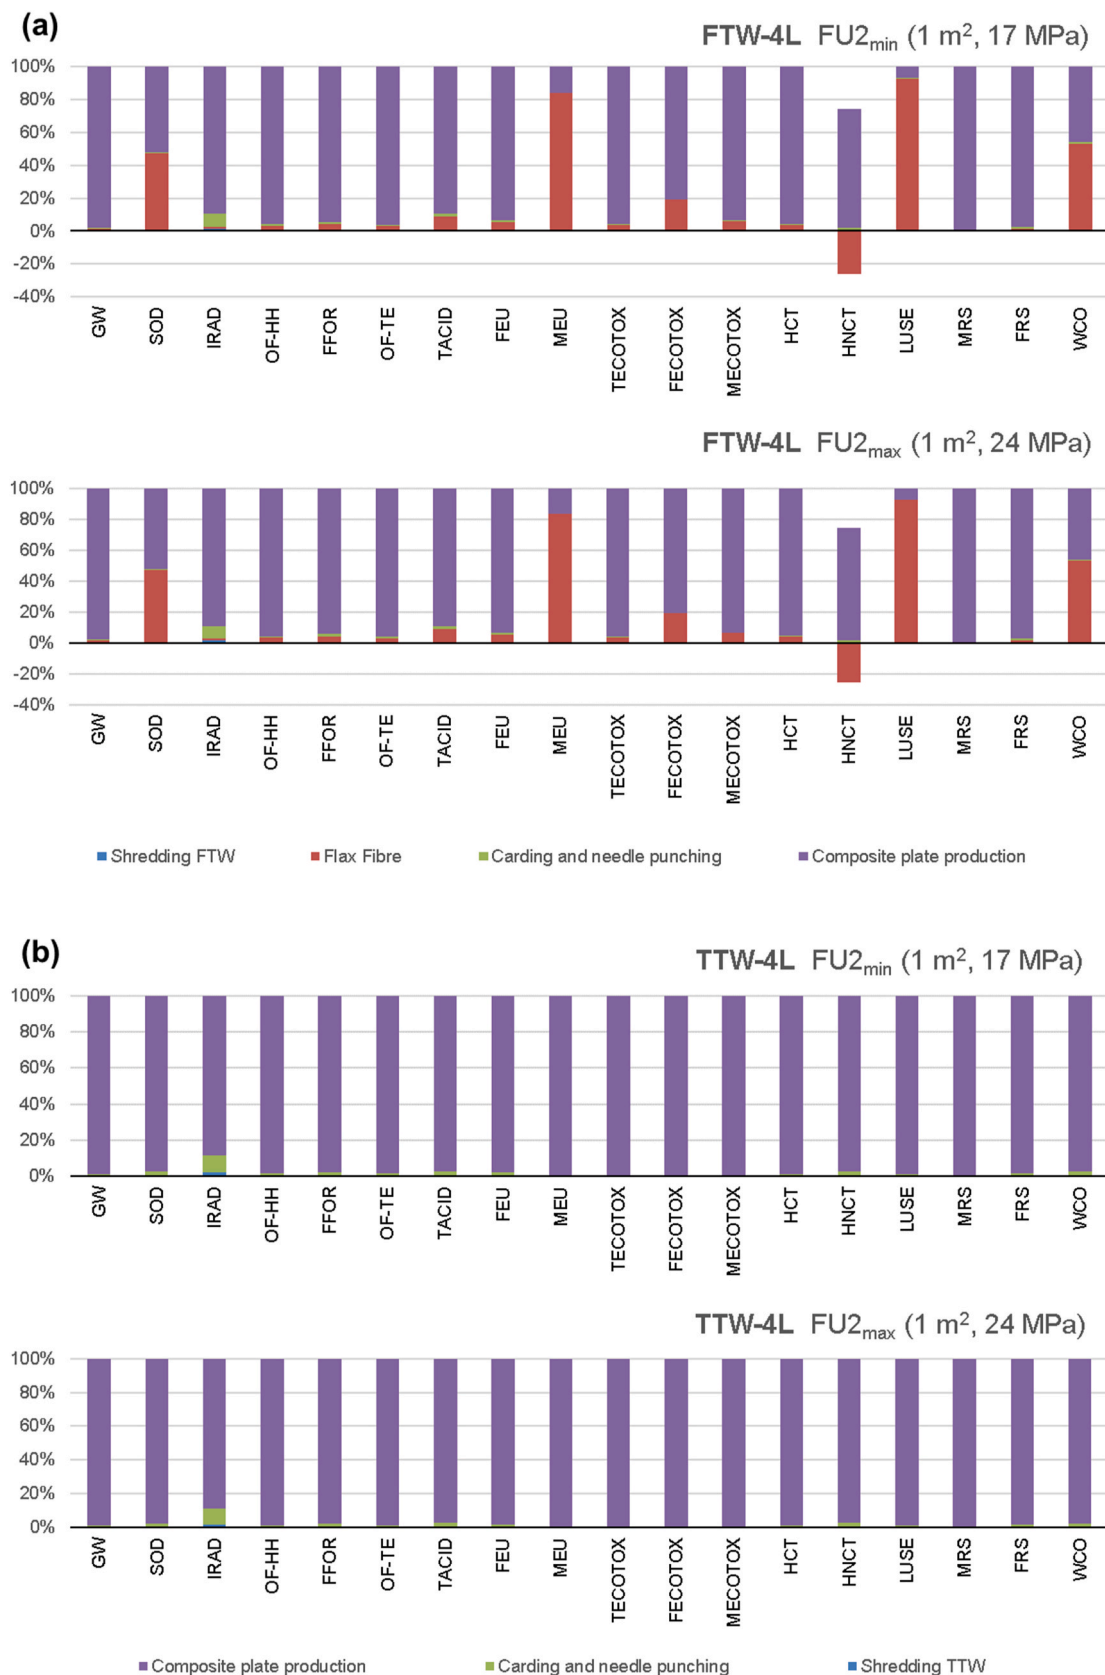 (a)
FTW-4L FU2min (1 m², 17 MPa)
100%
80%
60%
40%
20%
0%
-20%
-40%
GW SOD IRAD OF-HH FFOR OF-TE TACID FEU MEU TECOTOX FECOTOX MECOTOX HCT HNCT LUSE MRS FRS WCO
FTW-4L FU2max (1 m², 24 MPa)
100%
80%
60%
40%
20%
0%
-20%
-40%
GW SOD IRAD OF-HH FFOR OF-TE TACID FEU MEU TECOTOX FECOTOX MECOTOX HCT HNCT LUSE MRS FRS WCO
Shredding FTW Flax Fibre Carding and needle punching Composite plate production
(b)
TTW-4L FU2min (1 m², 17 MPa)
100%
80%
60%
40%
20%
0%
GW SOD IRAD OF-HH FFOR OF-TE TACID FEU MEU TECOTOX FECOTOX MECOTOX HCT HNCT LUSE MRS FRS WCO
TTW-4L FU2max (1 m², 24 MPa)
100%
80%
60%
40%
20%
0%
GW SOD IRAD OF-HH FFOR OF-TE TACID FEU MEU TECOTOX FECOTOX MECOTOX HCT HNCT LUSE MRS FRS WCO
Composite plate production Carding and needle punching Shredding TTW